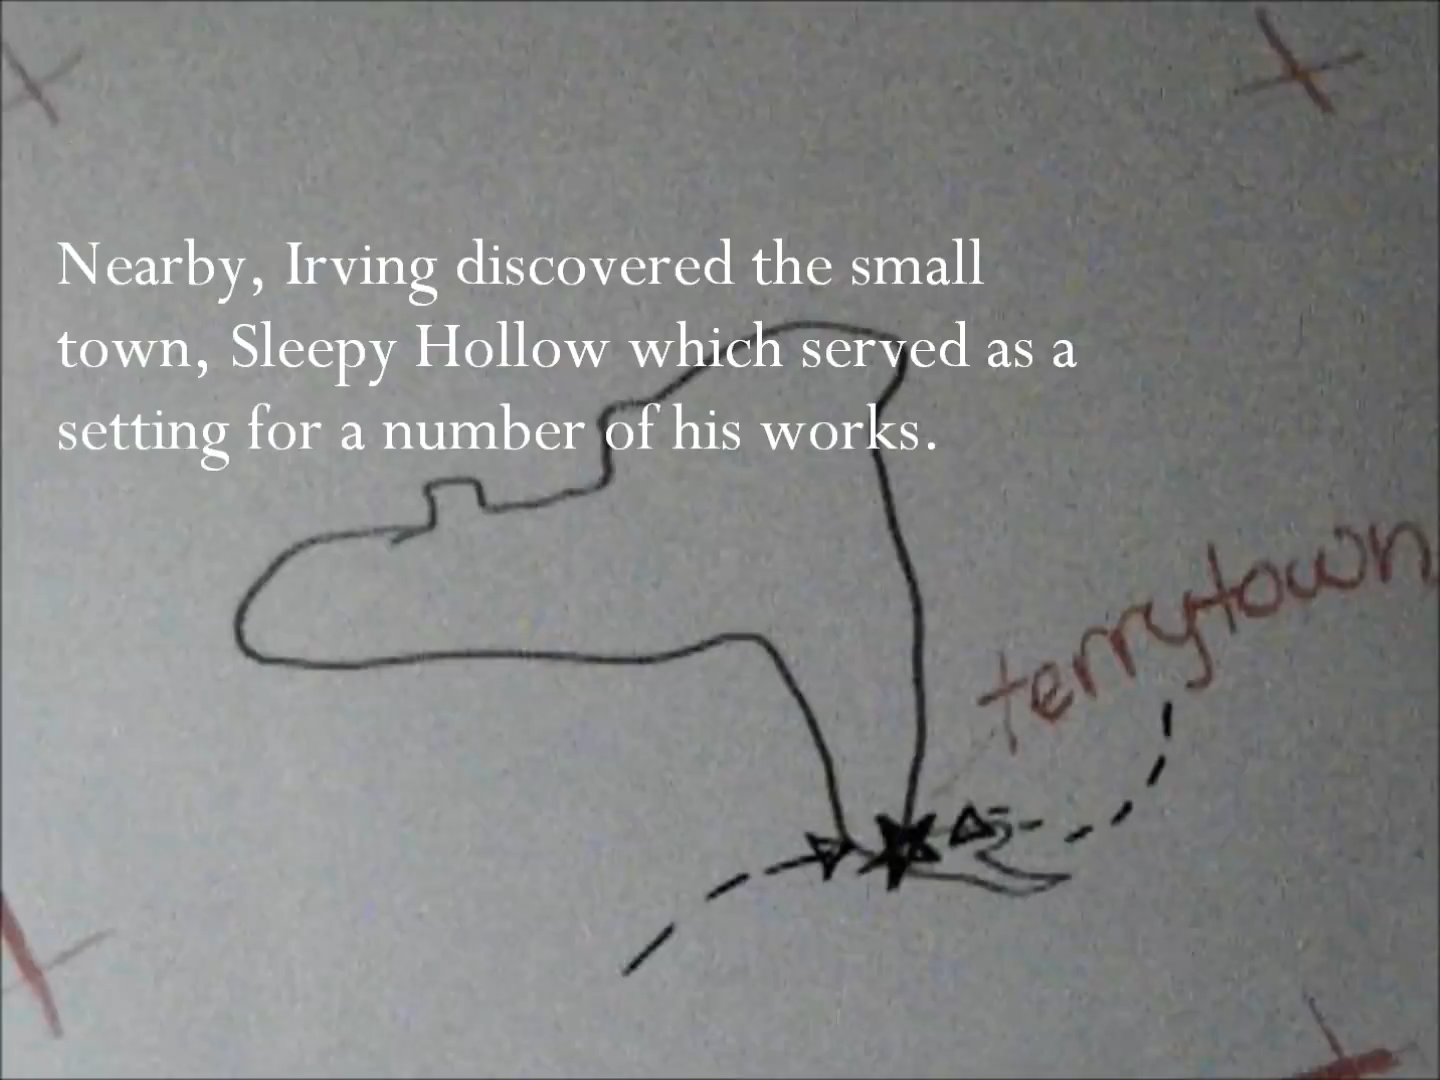 Nearby, Irving discovered the small
town, Sleepy Hollow which served as a
setting for a number of his works.
terrytown